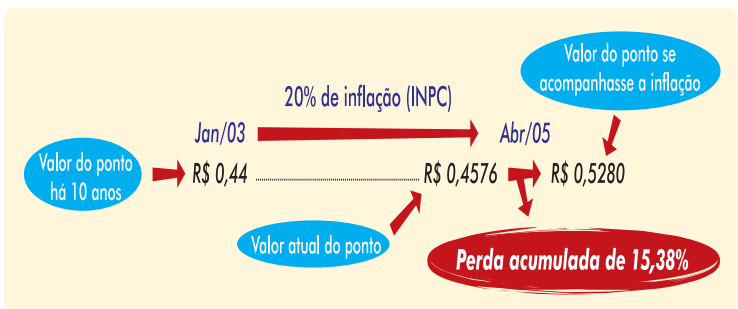 Valor do ponto se
acompanhasse a inflação
20% de inflação (INPC)
Jan/03
Abr/05
Valor do ponto
há 10 anos
R$ 0,44 ........................................ R$ 0,4576
R$ 0,5280
Valor atual do ponto
Perda acumulada de 15,38%